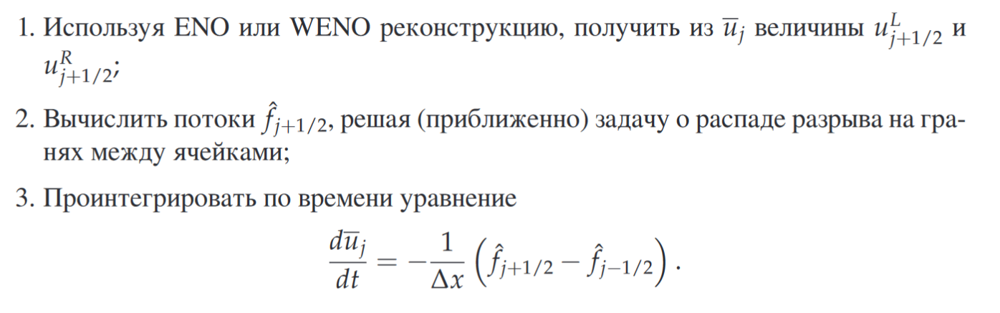 1. Используя ENO или WENO реконструкцию, получить из $\overline{u}_j$ величины $u^L_{j+1/2}$ и
$u^R_{j+1/2}$;
2. Вычислить потоки $\hat{f}_{j+1/2}$, решая (приближенно) задачу о распаде разрыва на гра-
нях между ячейками;
3. Проинтегрировать по времени уравнение
$\frac{d\overline{u}_j}{dt} = -\frac{1}{\Delta x}\left(\hat{f}_{j+1/2} - \hat{f}_{j-1/2}\right).$